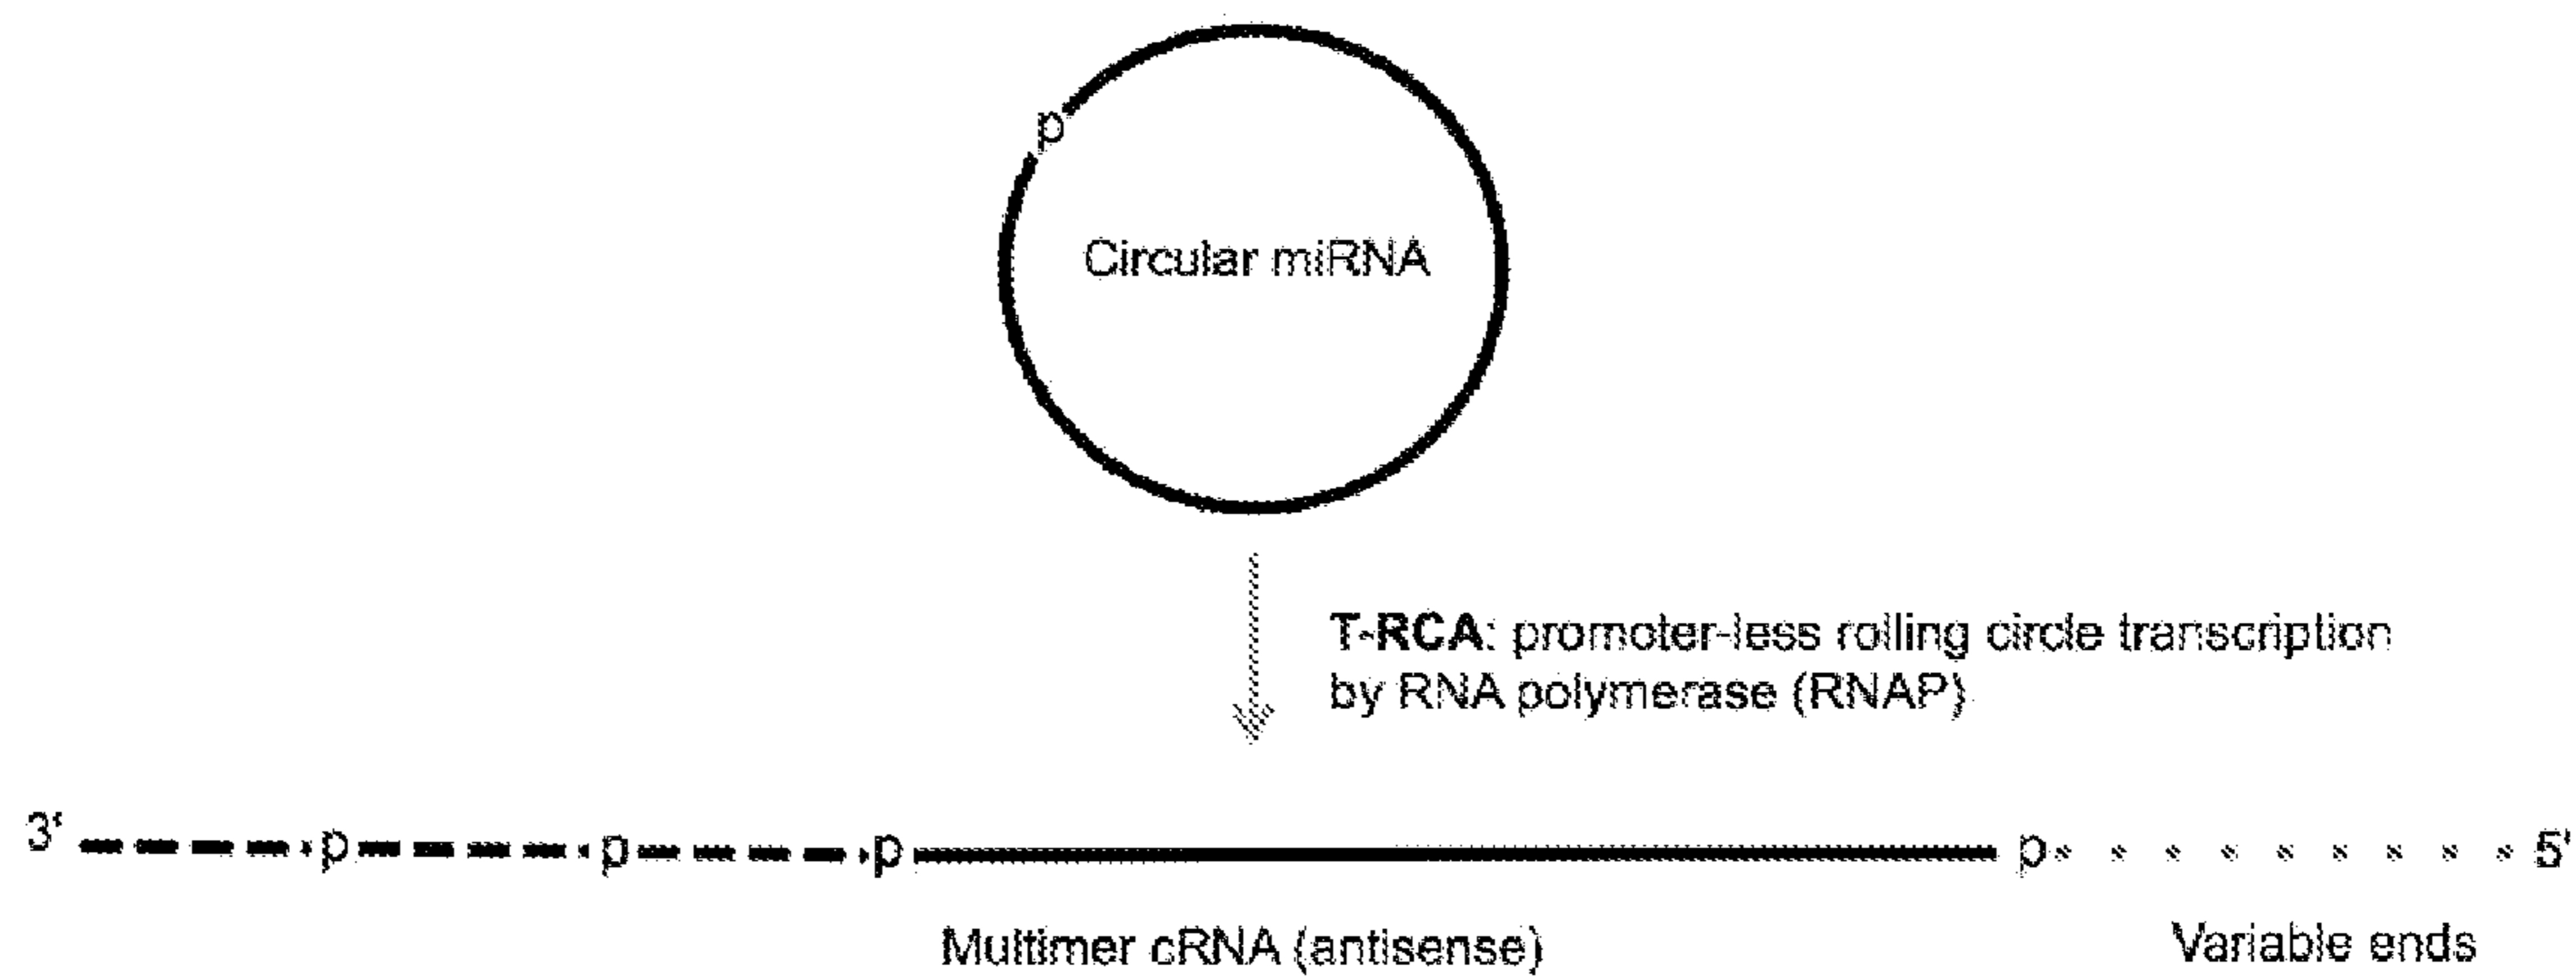 p
Circular miRNA
T-RCA: promoter-less rolling circle transcription
by RNA polymerase (RNAP)
3' p p p p 5'
Multimer cRNA (antisense) Variable ends